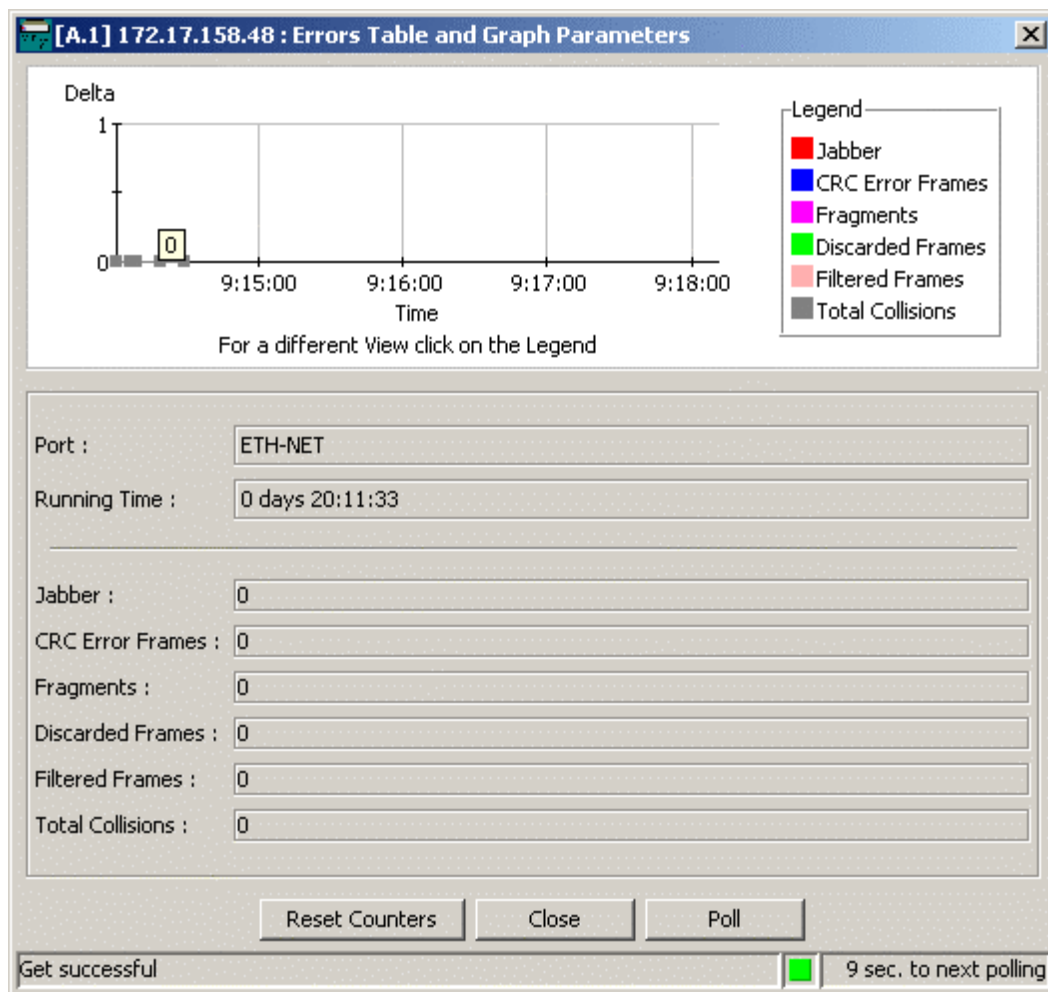 [A.1] 172.17.158.48 : Errors Table and Graph Parameters
Delta
1
0
0
9:15:00 9:16:00 9:17:00 9:18:00
Time
For a different View click on the Legend
Legend
Jabber
CRC Error Frames
Fragments
Discarded Frames
Filtered Frames
Total Collisions
Port : ETH-NET
Running Time : 0 days 20:11:33
Jabber : 0
CRC Error Frames : 0
Fragments : 0
Discarded Frames : 0
Filtered Frames : 0
Total Collisions : 0
Reset Counters Close Poll
Get successful 9 sec. to next polling